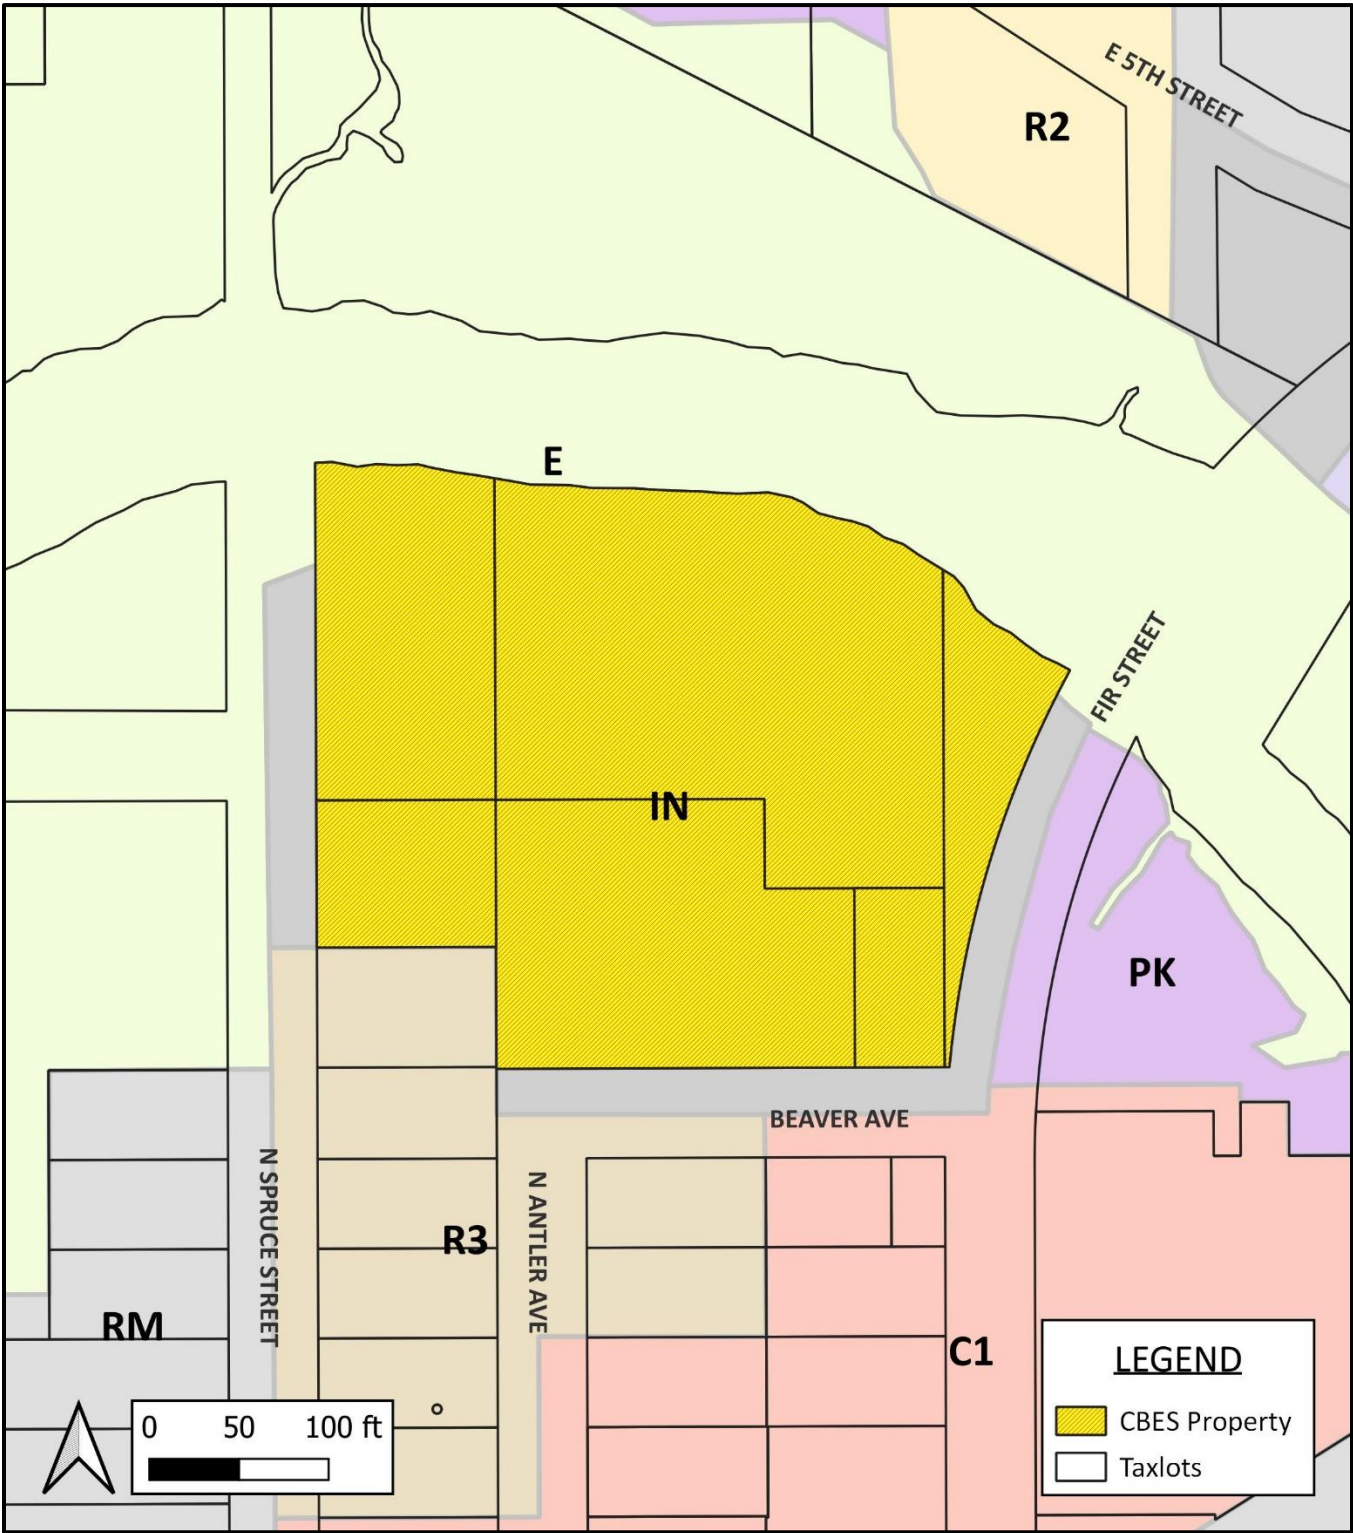 E 5TH STREET
R2
E
FIR STREET
IN
PK
BEAVER AVE
N SPRUCE STREET
N ANTLER AVE
R3
RM
C1
LEGEND
CBES Property
Taxlots
0 50 100 ft